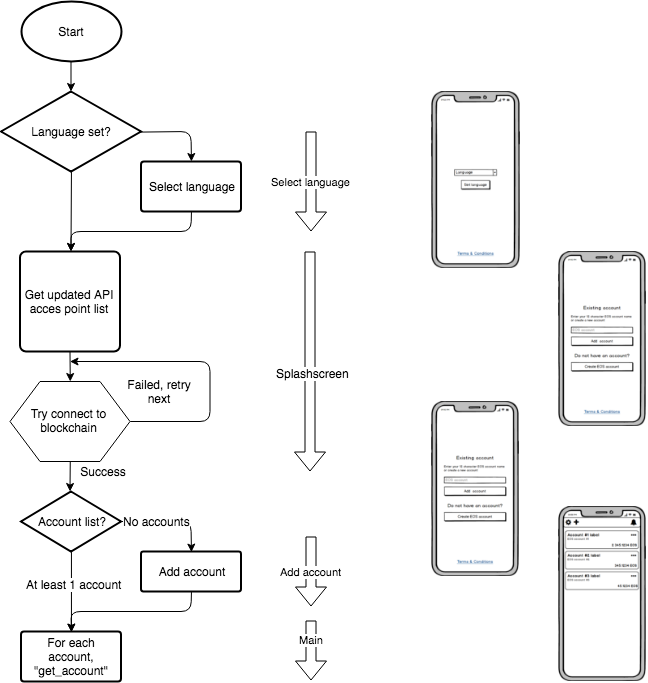 Start
Language set?
Select language
Get updated API
acces point list
Failed, retry
next
Try connect to
blockchain
Success
Account list?
No accounts
At least 1 account
Add account
For each
account,
"get_account"
Select language
Splashscreen
Add account
Main
Language
Set language
Terms & Conditions
Existing account
Enter your 12 character EOS account name
or create a new account
EOS account
Add account
Do not have an account?
Create EOS account
Terms & Conditions
Existing account
Enter your 12 character EOS account name
or create a new account
EOS account
Add account
Do not have an account?
Create EOS account
Terms & Conditions
Account #1 label
Account #2 label
Account #3 label